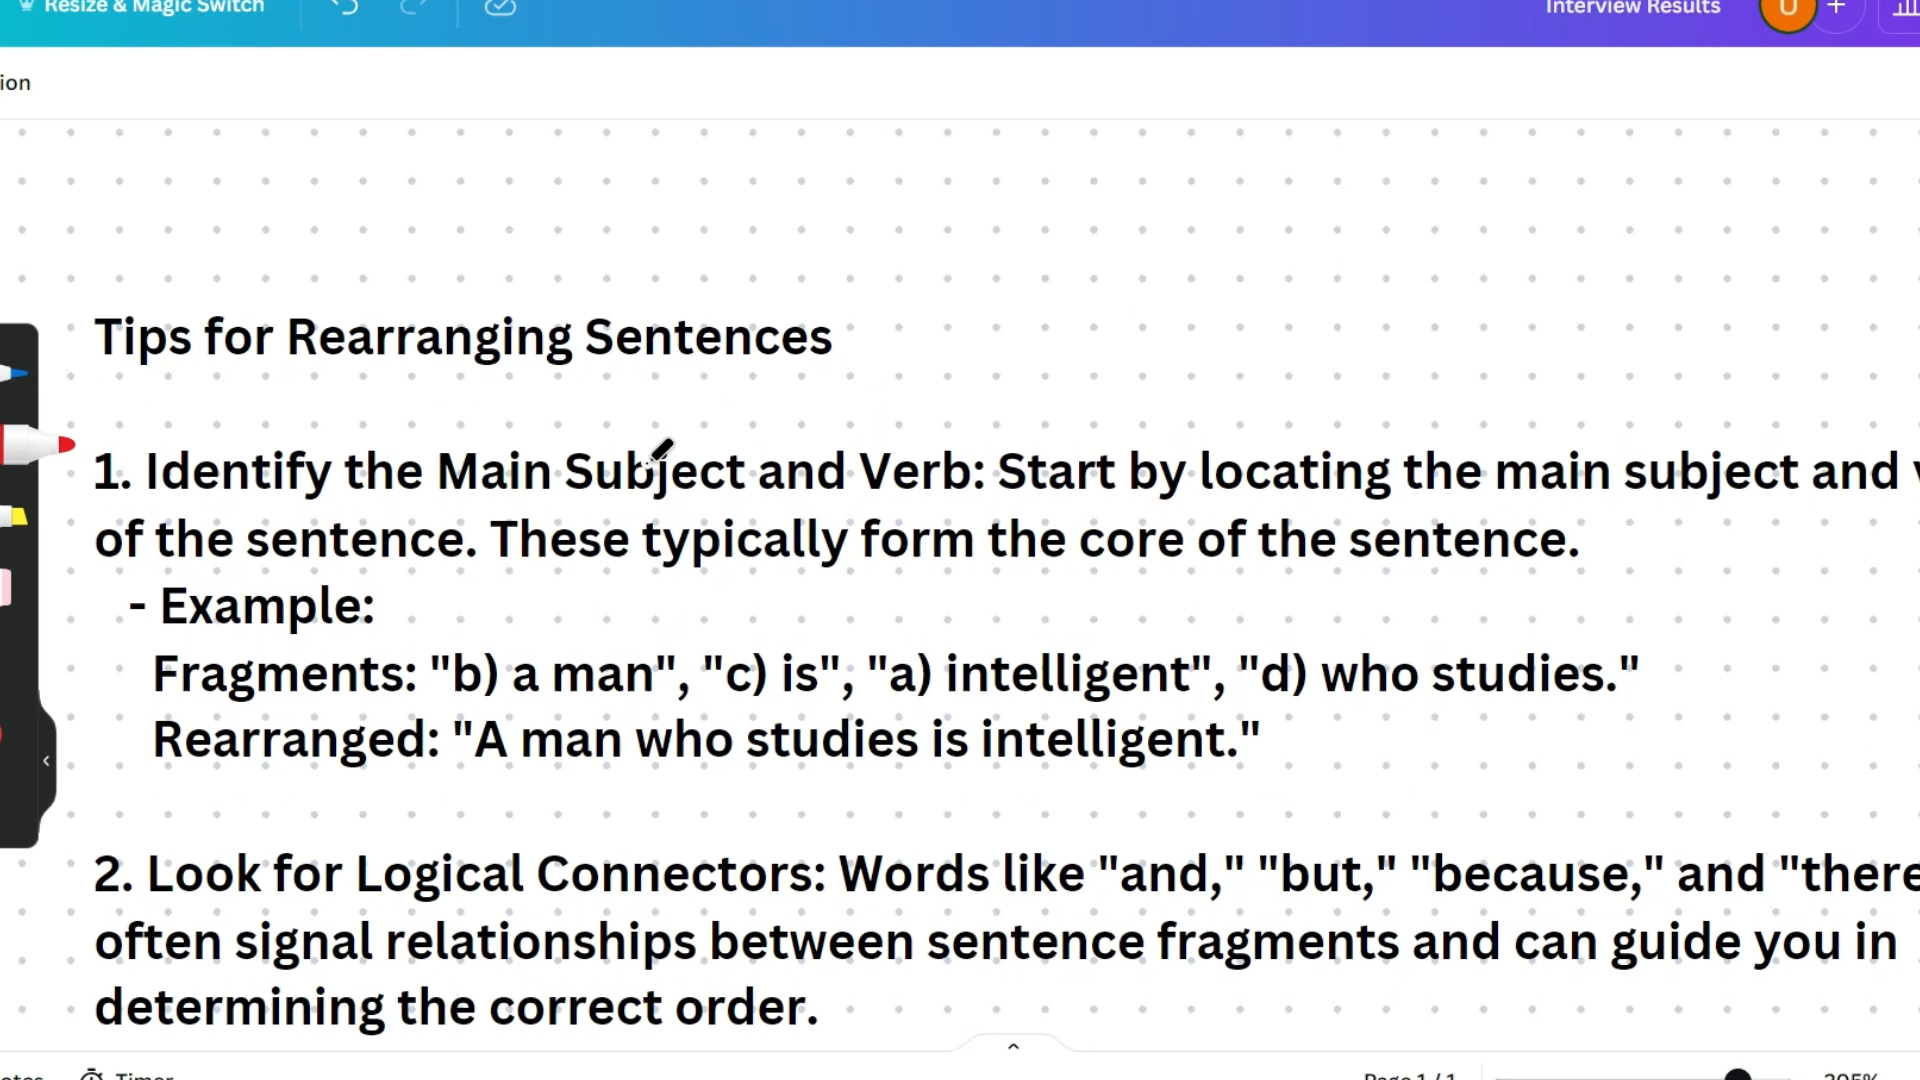 Resize & Magic Switch
Interview Results
U
+
ion
Tips for Rearranging Sentences
1. Identify the Main Subject and Verb: Start by locating the main subject and
of the sentence. These typically form the core of the sentence.
- Example:
Fragments: "b) a man", "c) is", "a) intelligent", "d) who studies."
Rearranged: "A man who studies is intelligent."
2. Look for Logical Connectors: Words like "and," "but," "because," and "there
often signal relationships between sentence fragments and can guide you in
determining the correct order.
Timer
Page 1 / 1